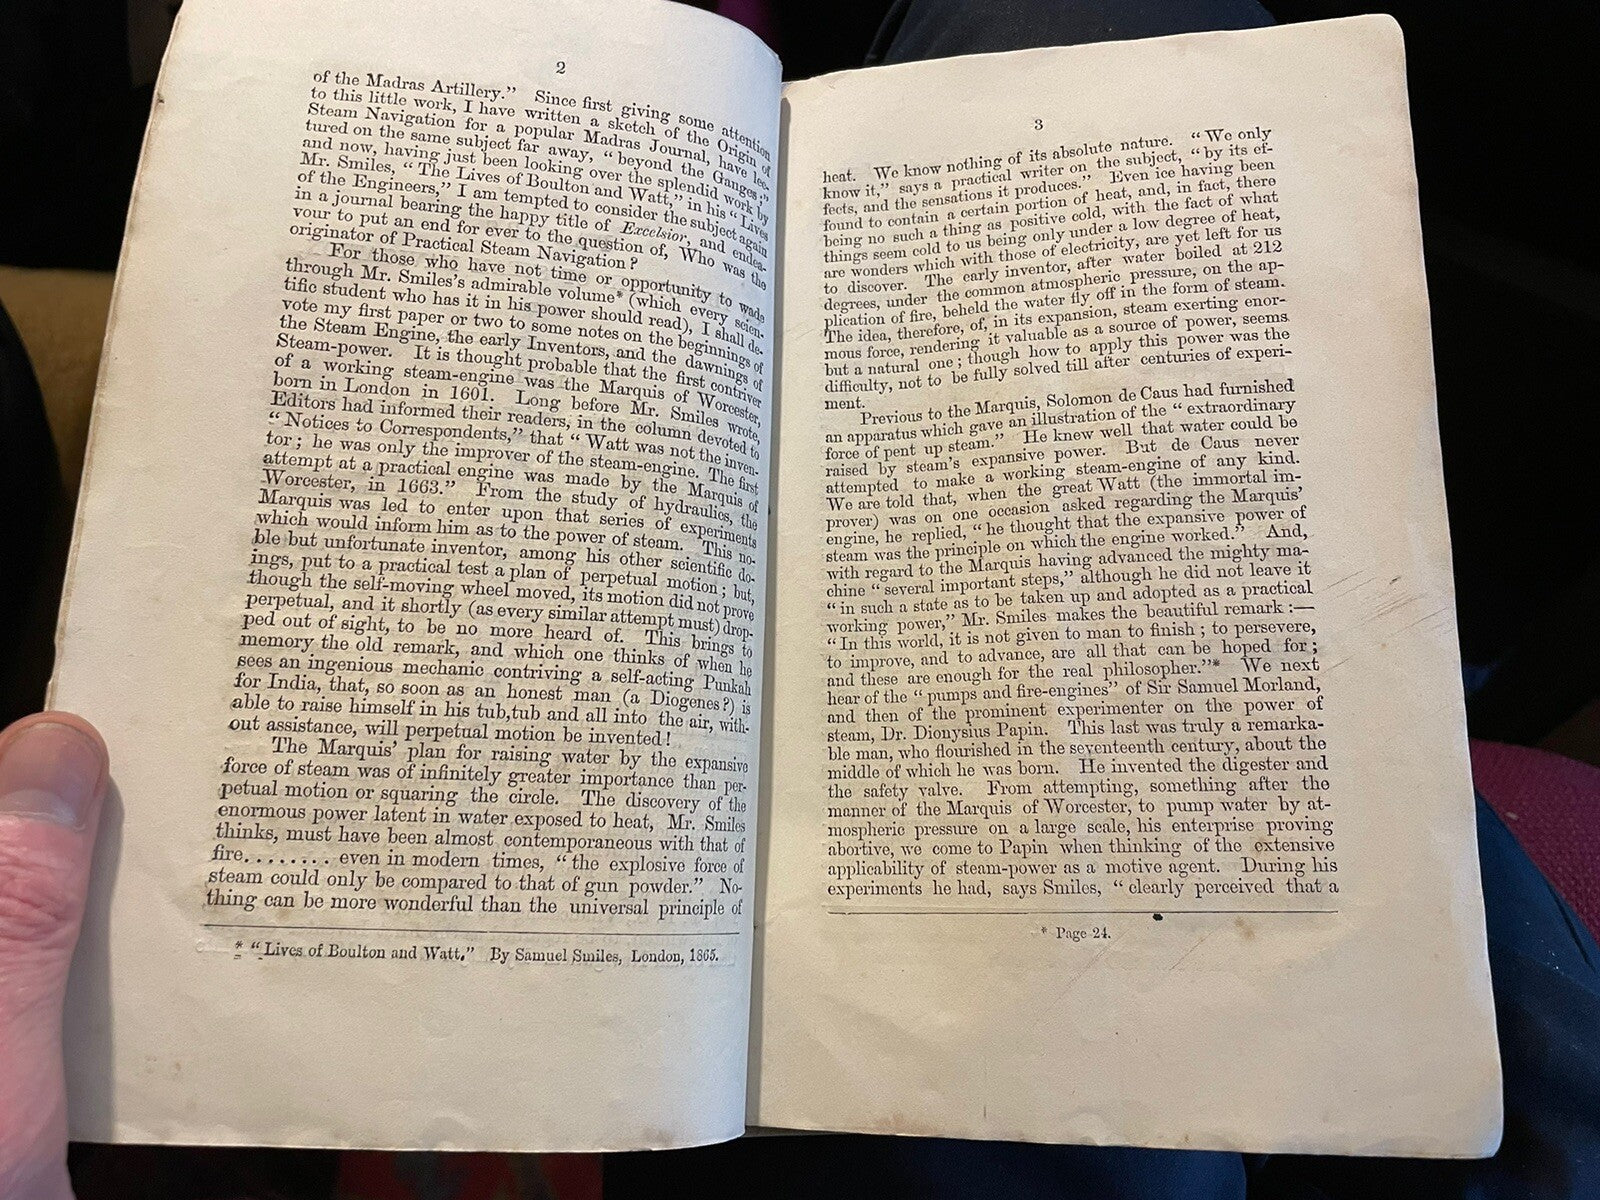 2
of the Madras Artillery." Since first giving some attention
to this little work, I have written a sketch of the Origin of
Steam Navigation for a popular Madras Journal, have lec-
tured on the same subject far away, "beyond the Ganges;"
and now, having just been looking over the splendid work by
Mr. Smiles, "The Lives of Boulton and Watt," in his "Lives
of the Engineers," I am tempted to consider the subject again
in a journal bearing the happy title of Excelsior, and endea-
vour to put an end for ever to the question of, Who was the
originator of Practical Steam Navigation?
For those who have not time or opportunity to wade
through Mr. Smiles's admirable volume* (which every scien-
tific student who has it in his power should read), I shall de-
vote my first paper or two to some notes on the beginnings of
the Steam Engine, the early Inventors, and the dawnings of
Steam-power. It is thought probable that the first contriver
of a working steam-engine was the Marquis of Worcester,
born in London in 1601. Long before Mr. Smiles wrote,
Editors had informed their readers, in the column devoted to
"Notices to Correspondents," that "Watt was not the inven-
tor; he was only the improver of the steam-engine. The first
attempt at a practical engine was made by the Marquis of
Worcester, in 1663." From the study of hydraulics, the
Marquis was led to enter upon that series of experiments
which would inform him as to the power of steam. This no-
ble but unfortunate inventor, among his other scientific do-
ings, put to a practical test a plan of perpetual motion; but,
though the self-moving wheel moved, its motion did not prove
perpetual, and it shortly (as every similar attempt must) drop-
ped out of sight, to be no more heard of. This brings to
memory the old remark, and which one thinks of when he
sees an ingenious mechanic contriving a self-acting Punkah
for India, that, so soon as an honest man (a Diogenes?) is
able to raise himself in his tub, tub and all into the air, with-
out assistance, will perpetual motion be invented!
The Marquis' plan for raising water by the expansive
force of steam was of infinitely greater importance than per-
petual motion or squaring the circle. The discovery of the
enormous power latent in water exposed to heat, Mr. Smiles
thinks, must have been almost contemporaneous with that of
fire........ even in modern times, "the explosive force of
steam could only be compared to that of gun powder." No-
thing can be more wonderful than the universal principle of
* "Lives of Boulton and Watt." By Samuel Smiles, London, 1865.
3
heat. We know nothing of its absolute nature. "We only
know it," says a practical writer on the subject, "by its ef-
fects, and the sensations it produces." Even ice having been
found to contain a certain portion of heat, and, in fact, there
being no such a thing as positive cold, with the fact of what
things seem cold to us being only under a low degree of heat,
are wonders which with those of electricity, are yet left for us
to discover. The early inventor, after water boiled at 212
degrees, under the common atmospheric pressure, on the ap-
plication of fire, beheld the water fly off in the form of steam.
The idea, therefore, of, in its expansion, steam exerting enor-
mous force, rendering it valuable as a source of power, seems
but a natural one; though how to apply this power was the
difficulty, not to be fully solved till after centuries of experi-
ment.
Previous to the Marquis, Solomon de Caus had furnished
an apparatus which gave an illustration of the "extraordinary
force of pent up steam." He knew well that water could be
raised by steam's expansive power. But de Caus never
attempted to make a working steam-engine of any kind.
We are told that, when the great Watt (the immortal im-
prover) was on one occasion asked regarding the Marquis'
engine, he replied, "he thought that the expansive power of
steam was the principle on which the engine worked." And,
with regard to the Marquis having advanced the mighty ma-
chine "several important steps," although he did not leave it
"in such a state as to be taken up and adopted as a practical
working power," Mr. Smiles makes the beautiful remark:—
"In this world, it is not given to man to finish; to persevere,
to improve, and to advance, are all that can be hoped for;
and these are enough for the real philosopher."* We next
hear of the "pumps and fire-engines" of Sir Samuel Morland,
and then of the prominent experimenter on the power of
steam, Dr. Dionysius Papin. This last was truly a remarka-
ble man, who flourished in the seventeenth century, about the
middle of which he was born. He invented the digester and
the safety valve. From attempting, something after the
manner of the Marquis of Worcester, to pump water by at-
mospheric pressure on a large scale, his enterprise proving
abortive, we come to Papin when thinking of the extensive
applicability of steam-power as a motive agent. During his
experiments he had, says Smiles, "clearly perceived that a
* Page 24.